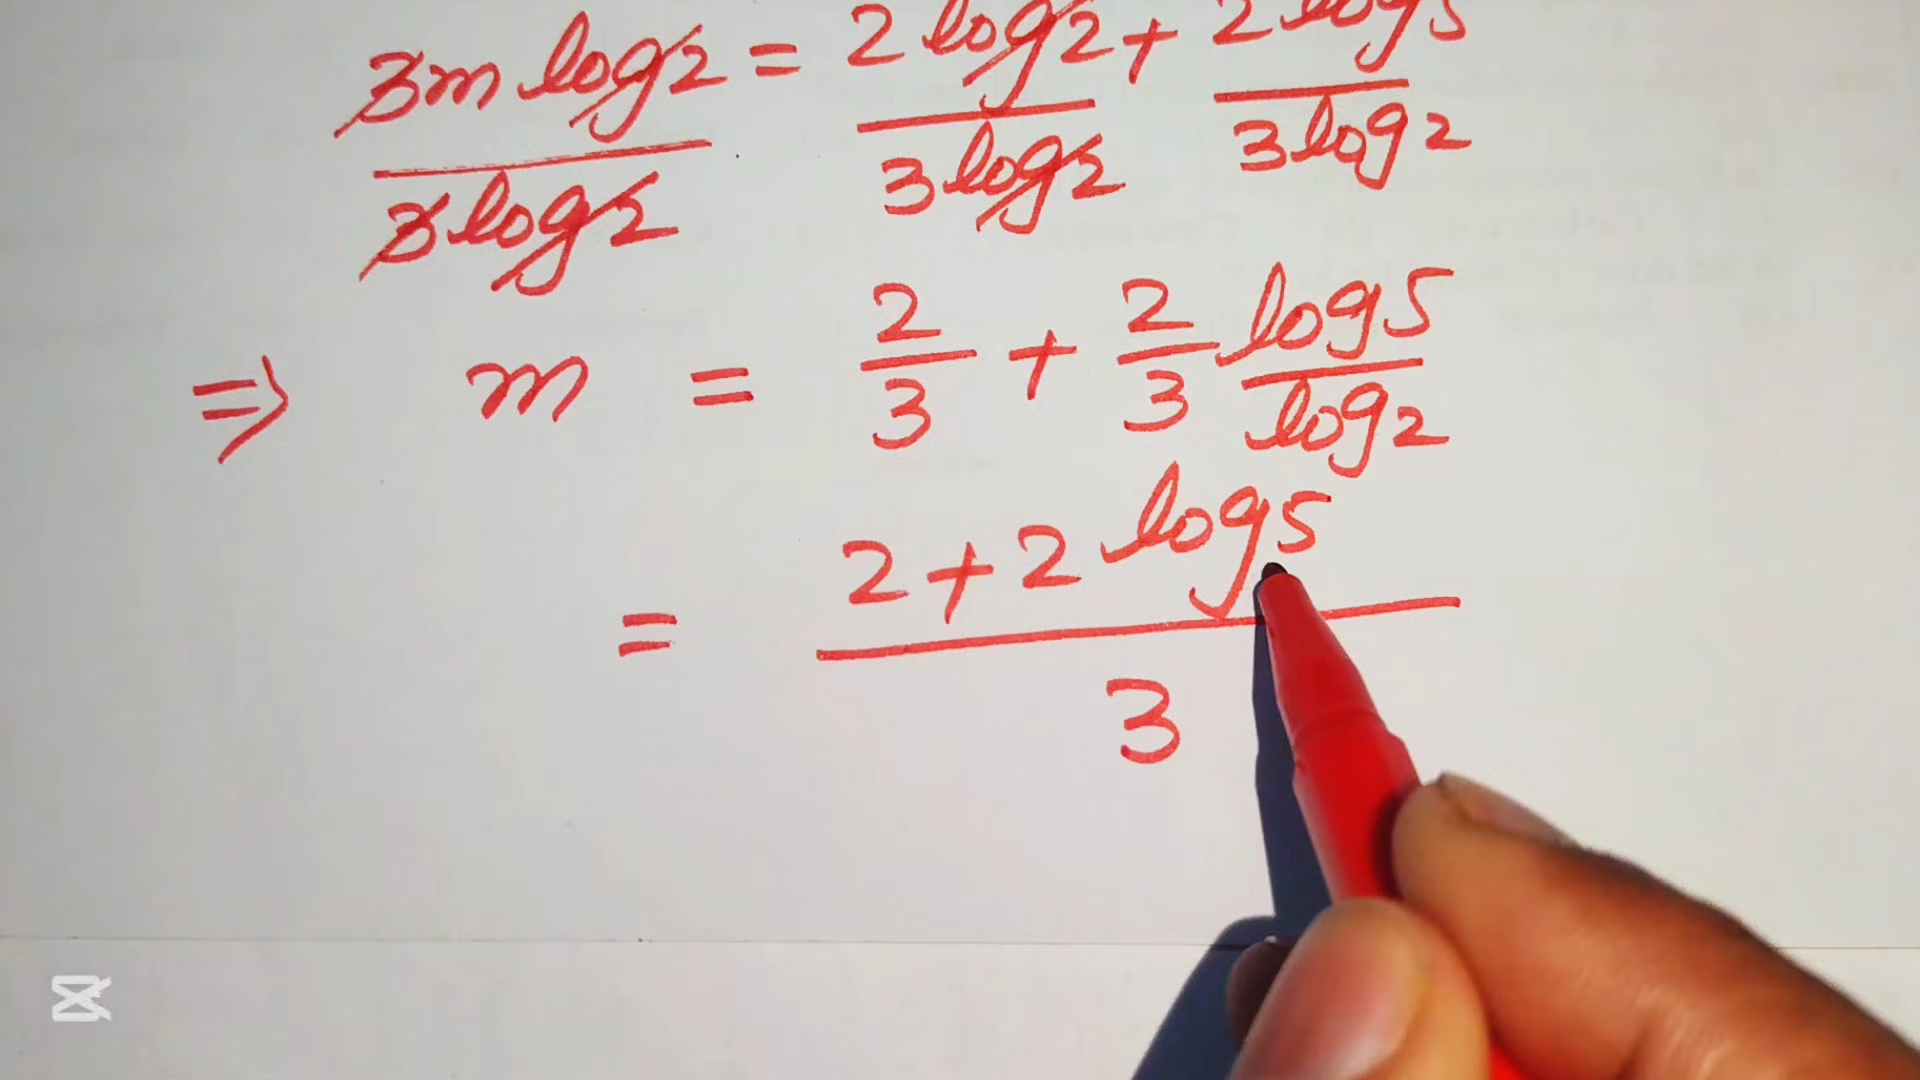 3m log2 / 3 log2 = 2 log2 / 3 log2 + 2 log5 / 3 log2
⇒ m = 2/3 + 2/3 log5/log2
= 2+2 log5 / 3